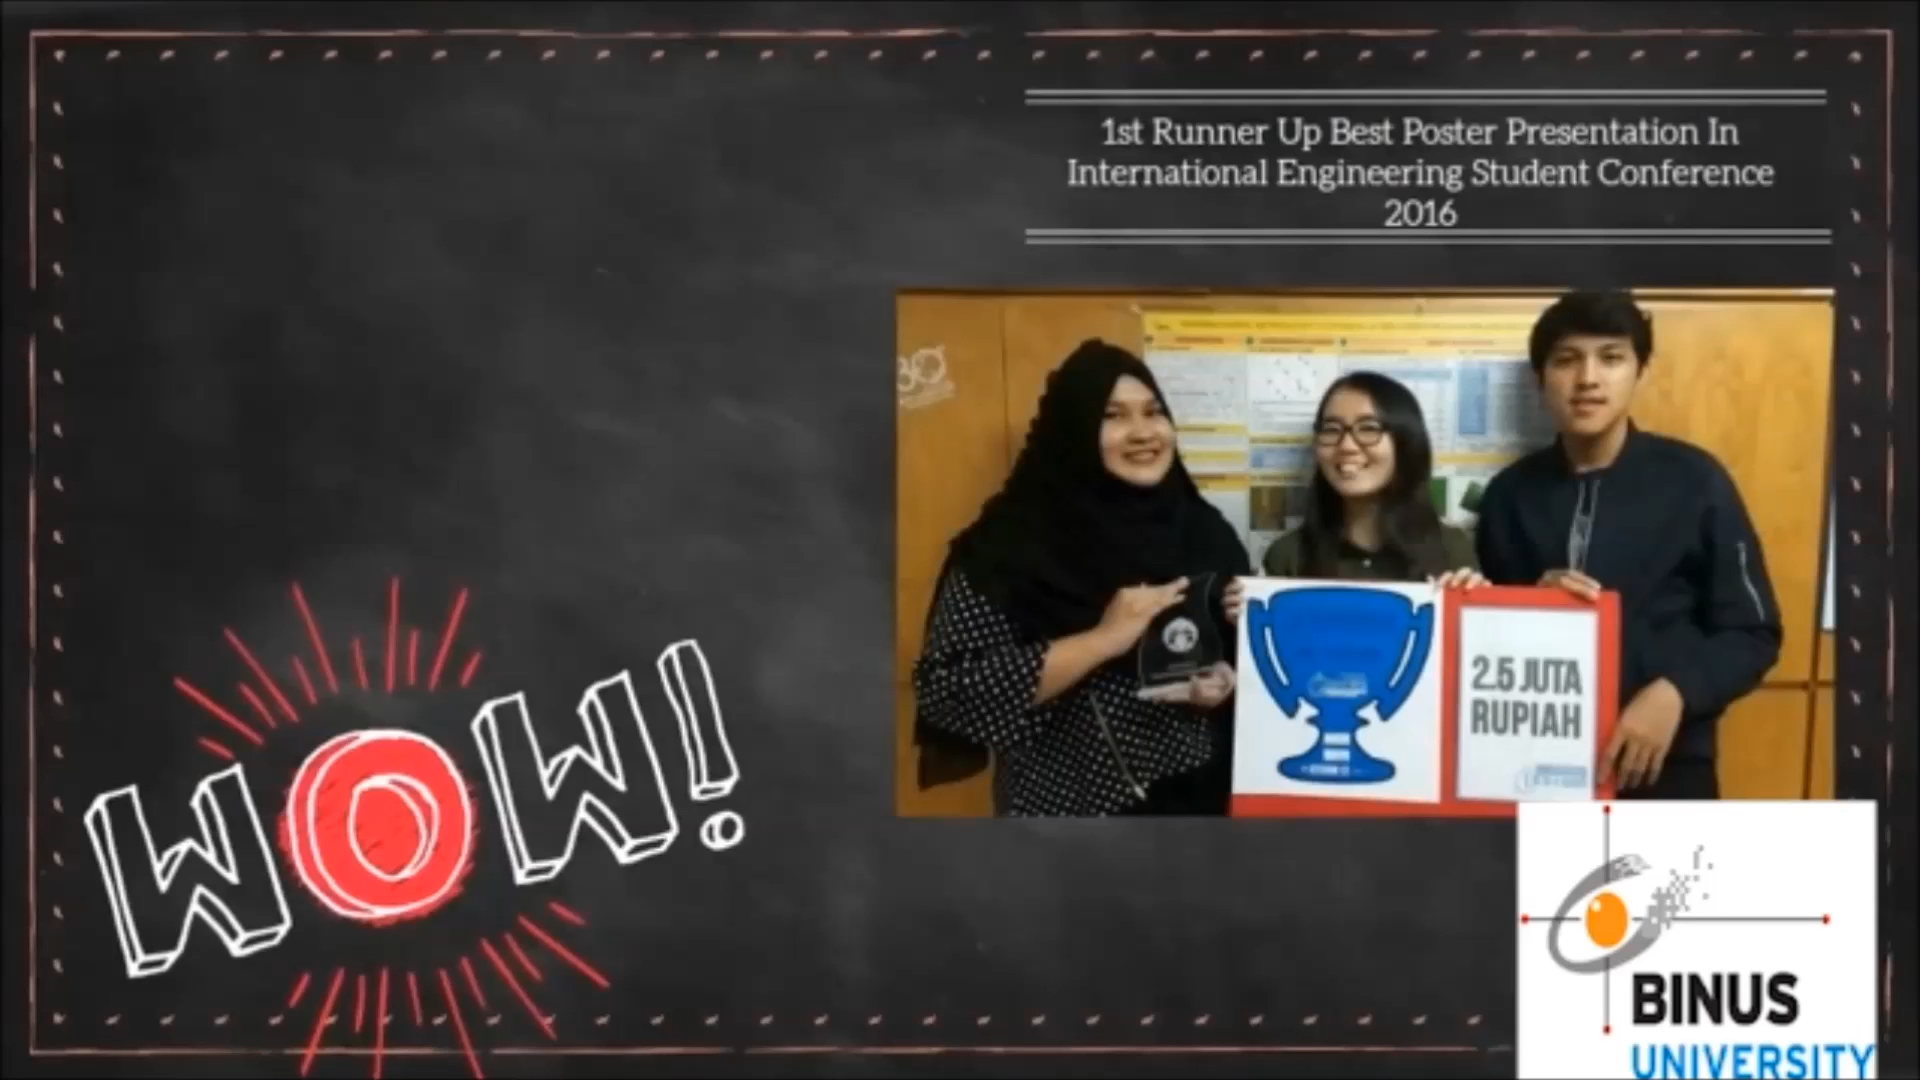 1st Runner Up Best Poster Presentation In
International Engineering Student Conference
2016
30
2.5 JUTA
RUPIAH
WOW!
BINUS
UNIVERSITY